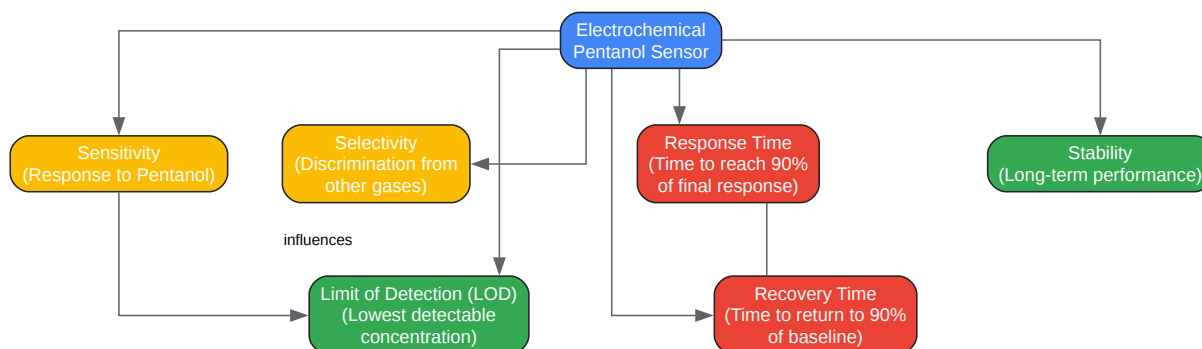 Electrochemical
Pentanol Sensor
Sensitivity
(Response to Pentanol)
Selectivity
(Discrimination from
other gases)
Response Time
(Time to reach 90%
of final response)
Stability
(Long-term performance)
influences
Limit of Detection (LOD)
(Lowest detectable
concentration)
Recovery Time
(Time to return to 90%
of baseline)